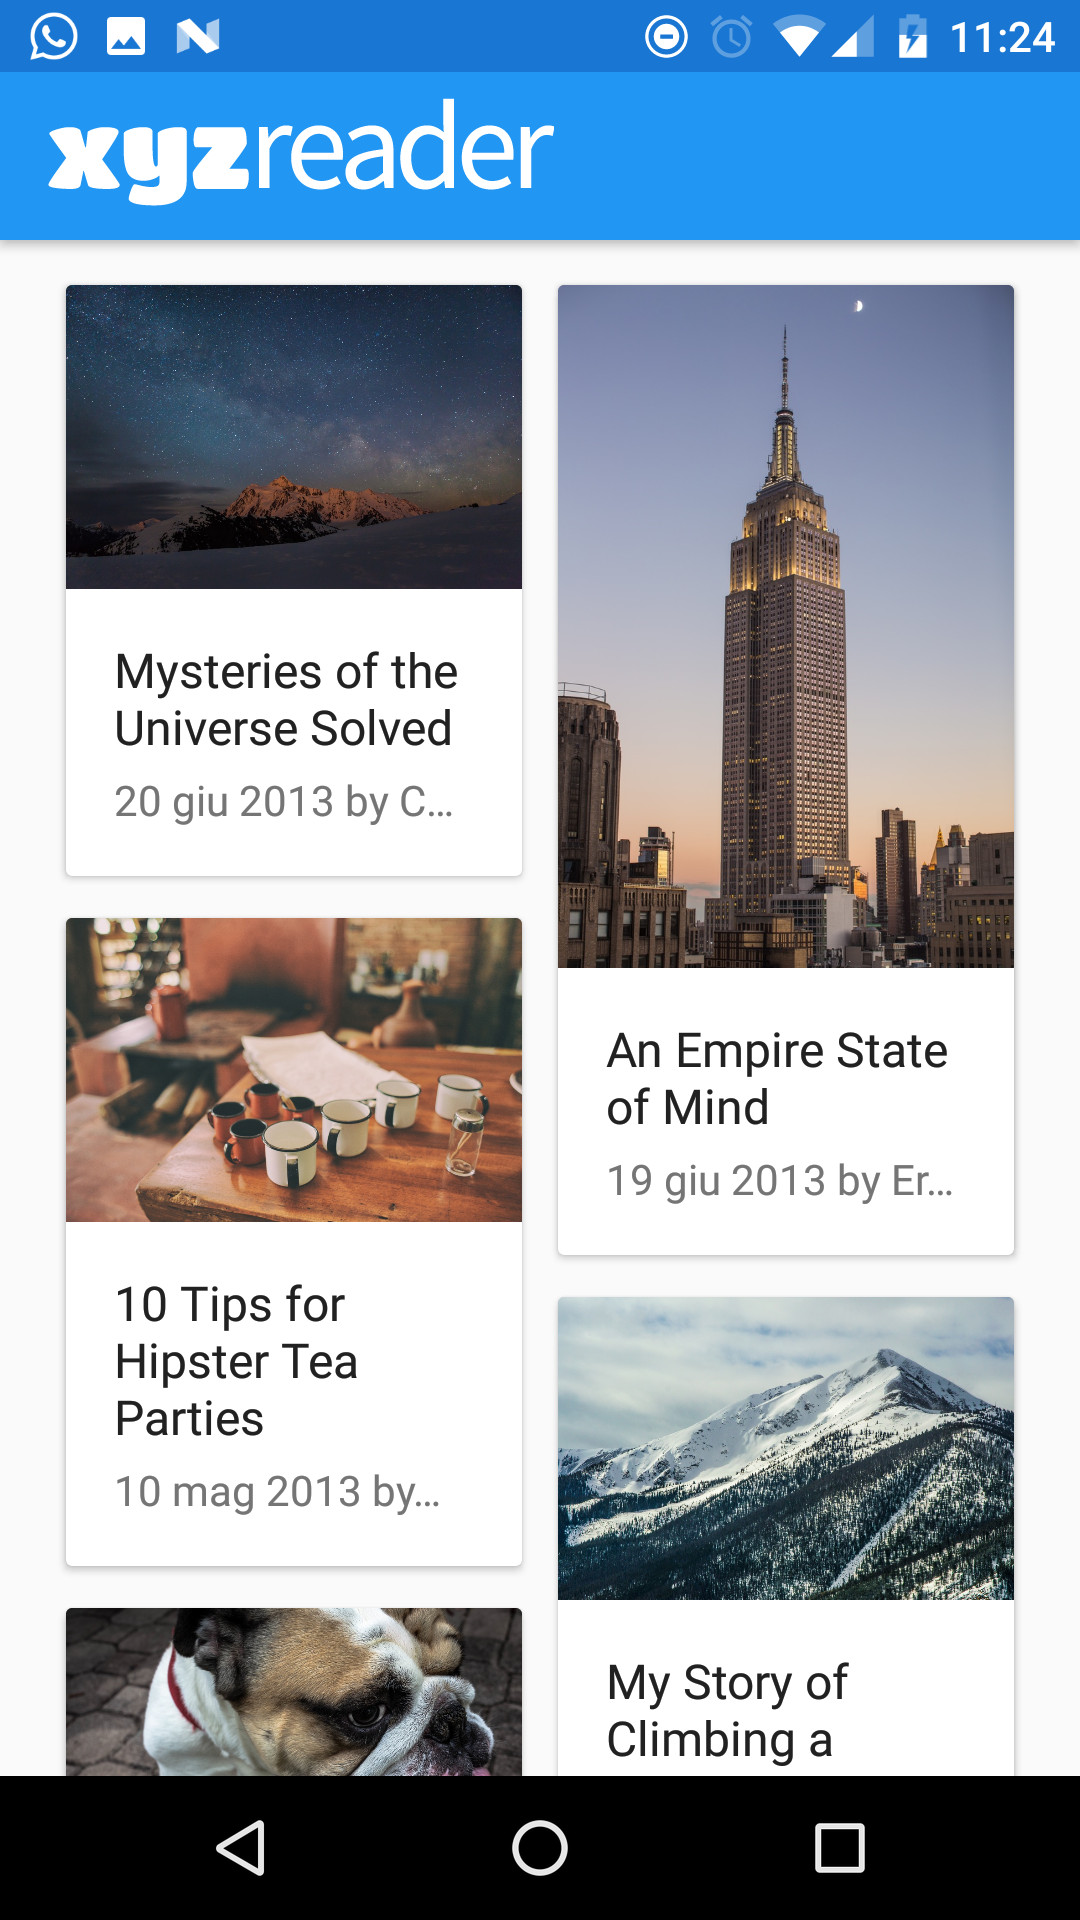 11:24
xyzreader
Mysteries of the
Universe Solved
20 giu 2013 by C...
An Empire State
of Mind
19 giu 2013 by Er...
10 Tips for
Hipster Tea
Parties
10 mag 2013 by...
My Story of
Climbing a